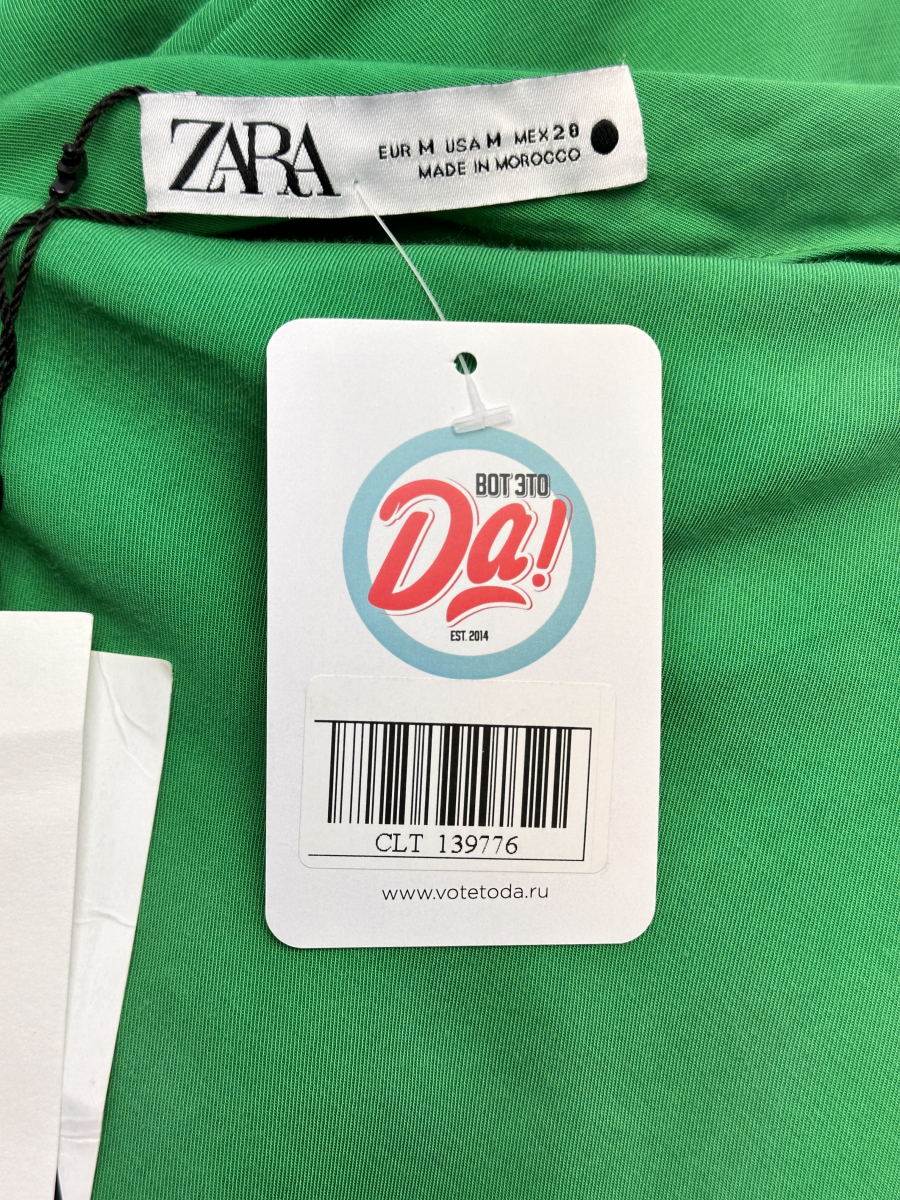 ZARA
EUR M USA M MEX 28
MADE IN MOROCCO
ВОТ ЭТО
Да!
EST. 2014
CLT 139776
www.votetoda.ru